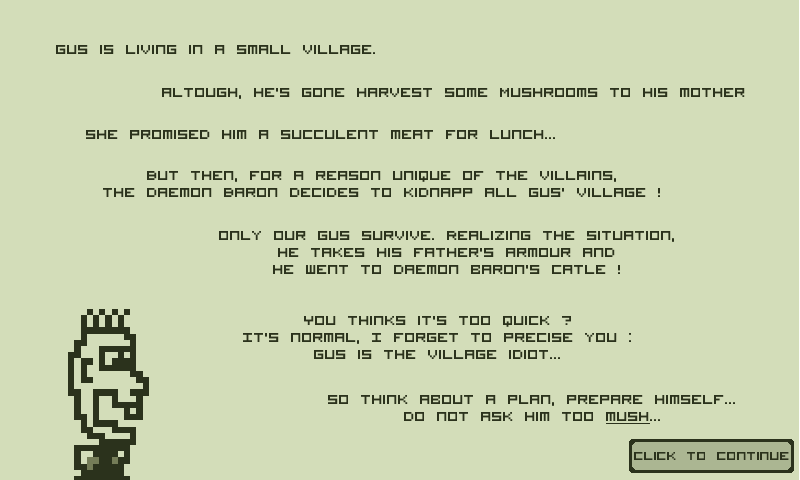 GUS IS LIVING IN A SMALL VILLAGE.
ALTOUGH, HE'S GONE HARVEST SOME MUSHROOMS TO HIS MOTHER
SHE PROMISED HIM A SUCCULENT MEAT FOR LUNCH...
BUT THEN, FOR A REASON UNIQUE OF THE VILLAINS,
THE DAEMON BARON DECIDES TO KIDNAPP ALL GUS' VILLAGE !
ONLY OUR GUS SURVIVE. REALIZING THE SITUATION,
HE TAKES HIS FATHER'S ARMOUR AND
HE WENT TO DAEMON BARON'S CATLE !
YOU THINKS IT'S TOO QUICK ?
IT'S NORMAL, I FORGET TO PRECISE YOU :
GUS IS THE VILLAGE IDIOT...
SO THINK ABOUT A PLAN, PREPARE HIMSELF...
DO NOT ASK HIM TOO MUSH...
CLICK TO CONTINUE